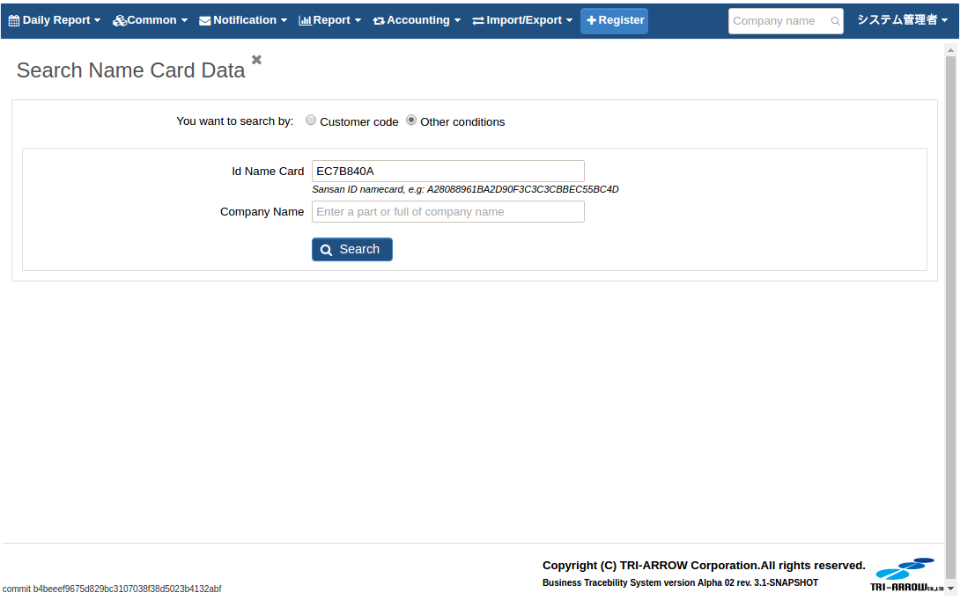 Daily Report Common Notification Report Accounting Import/Export Register Company name システム管理者
Search Name Card Data
You want to search by: Customer code Other conditions
Id Name Card EC7B840A
Sansan ID namecard, e.g: A28088961BA2D90F3C3C3CBBEC55BC4D
Company Name Enter a part or full of company name
Search
Copyright (C) TRI-ARROW Corporation.All rights reserved.
Business Tracebility System version Alpha 02 rev. 3.1-SNAPSHOT
TRI-ARROW CO.,LTD
commit b4beeef9675d829bc3107038f38d5023b4132abf